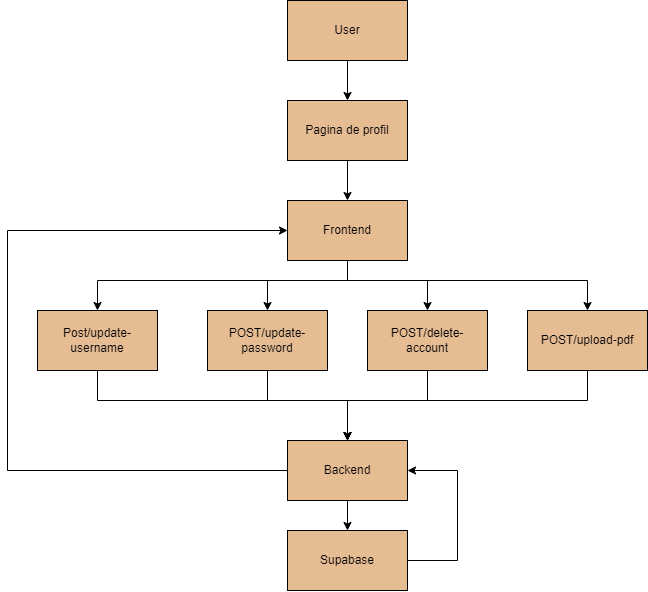 User
Pagina de profil
Frontend
Post/update-
username
POST/update-
password
POST/delete-
account
POST/upload-pdf
Backend
Supabase